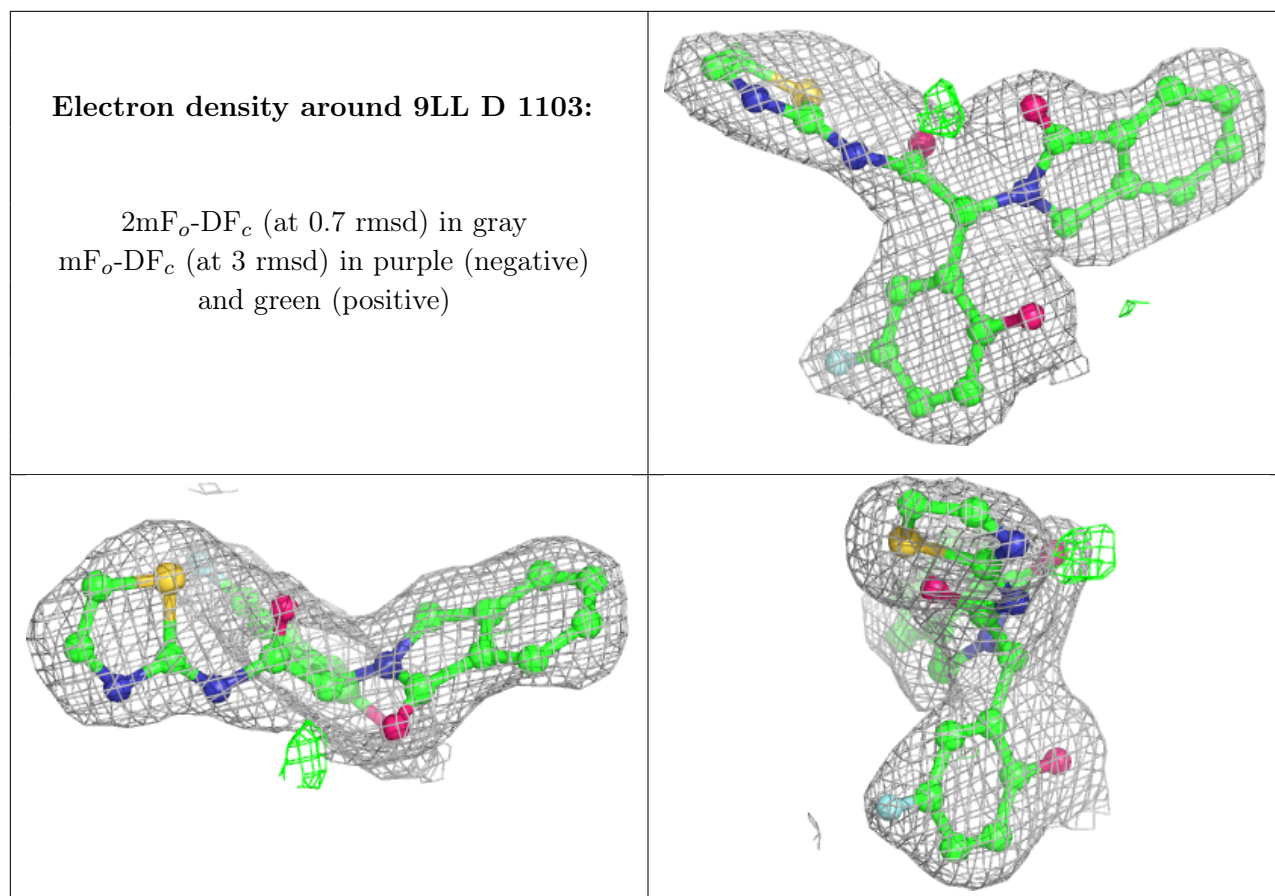 Electron density around 9LL D 1103:
2mFo-DFc (at 0.7 rmsd) in gray
mFo-DFc (at 3 rmsd) in purple (negative)
and green (positive)